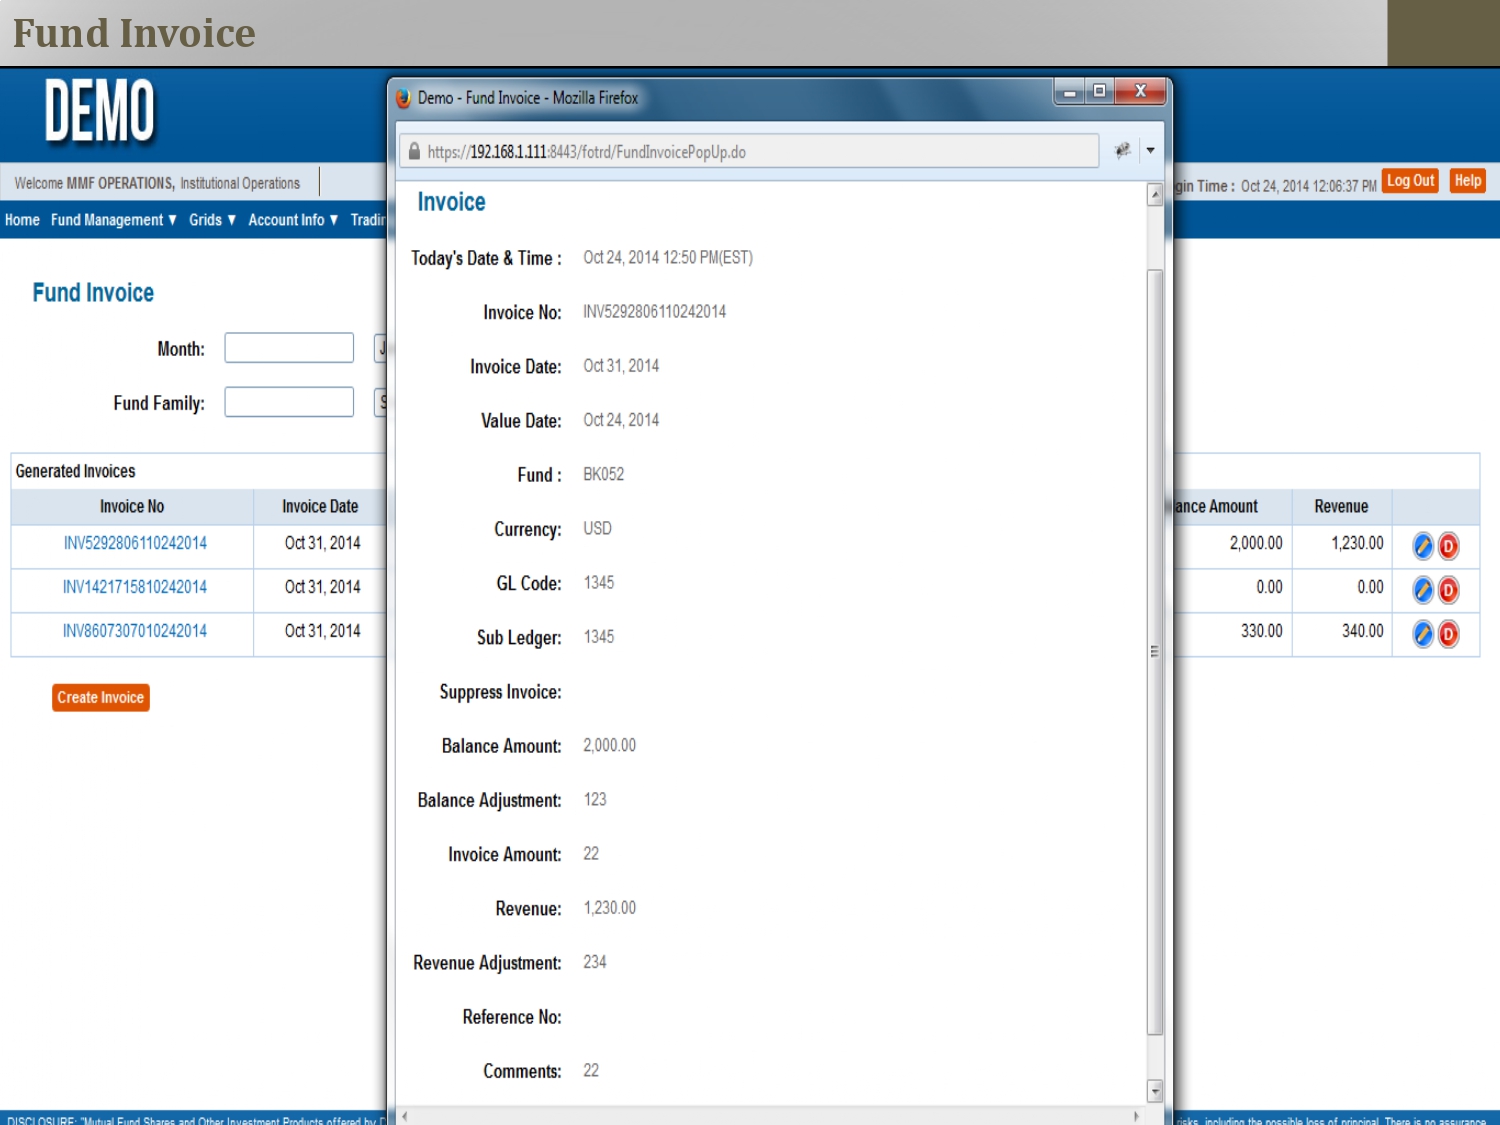 Fund Invoice
DEMO
Demo - Fund Invoice - Mozilla Firefox
X
https://192.168.1.111:8443/fotrd/FundInvoicePopUp.do
Welcome MMF OPERATIONS, Institutional Operations
gin Time : Oct 24, 2014 12:06:37 PM Log Out Help
Home Fund Management ▼ Grids ▼ Account Info ▼ Tradin
Fund Invoice
Month:
Fund Family:
Generated Invoices
Invoice No Invoice Date ance Amount Revenue
INV5292806110242014 Oct 31, 2014 2,000.00 1,230.00 D
INV1421715810242014 Oct 31, 2014 0.00 0.00 D
INV8607307010242014 Oct 31, 2014 330.00 340.00 D
Create Invoice
Invoice
Today's Date & Time : Oct 24, 2014 12:50 PM(EST)
Invoice No: INV5292806110242014
Invoice Date: Oct 31, 2014
Value Date: Oct 24, 2014
Fund : BK052
Currency: USD
GL Code: 1345
Sub Ledger: 1345
Suppress Invoice:
Balance Amount: 2,000.00
Balance Adjustment: 123
Invoice Amount: 22
Revenue: 1,230.00
Revenue Adjustment: 234
Reference No:
Comments: 22
DISCLOSURE: "Mutual Fund Shares and Other Investment Products offered by risks, including the possible loss of principal. There is no assurance